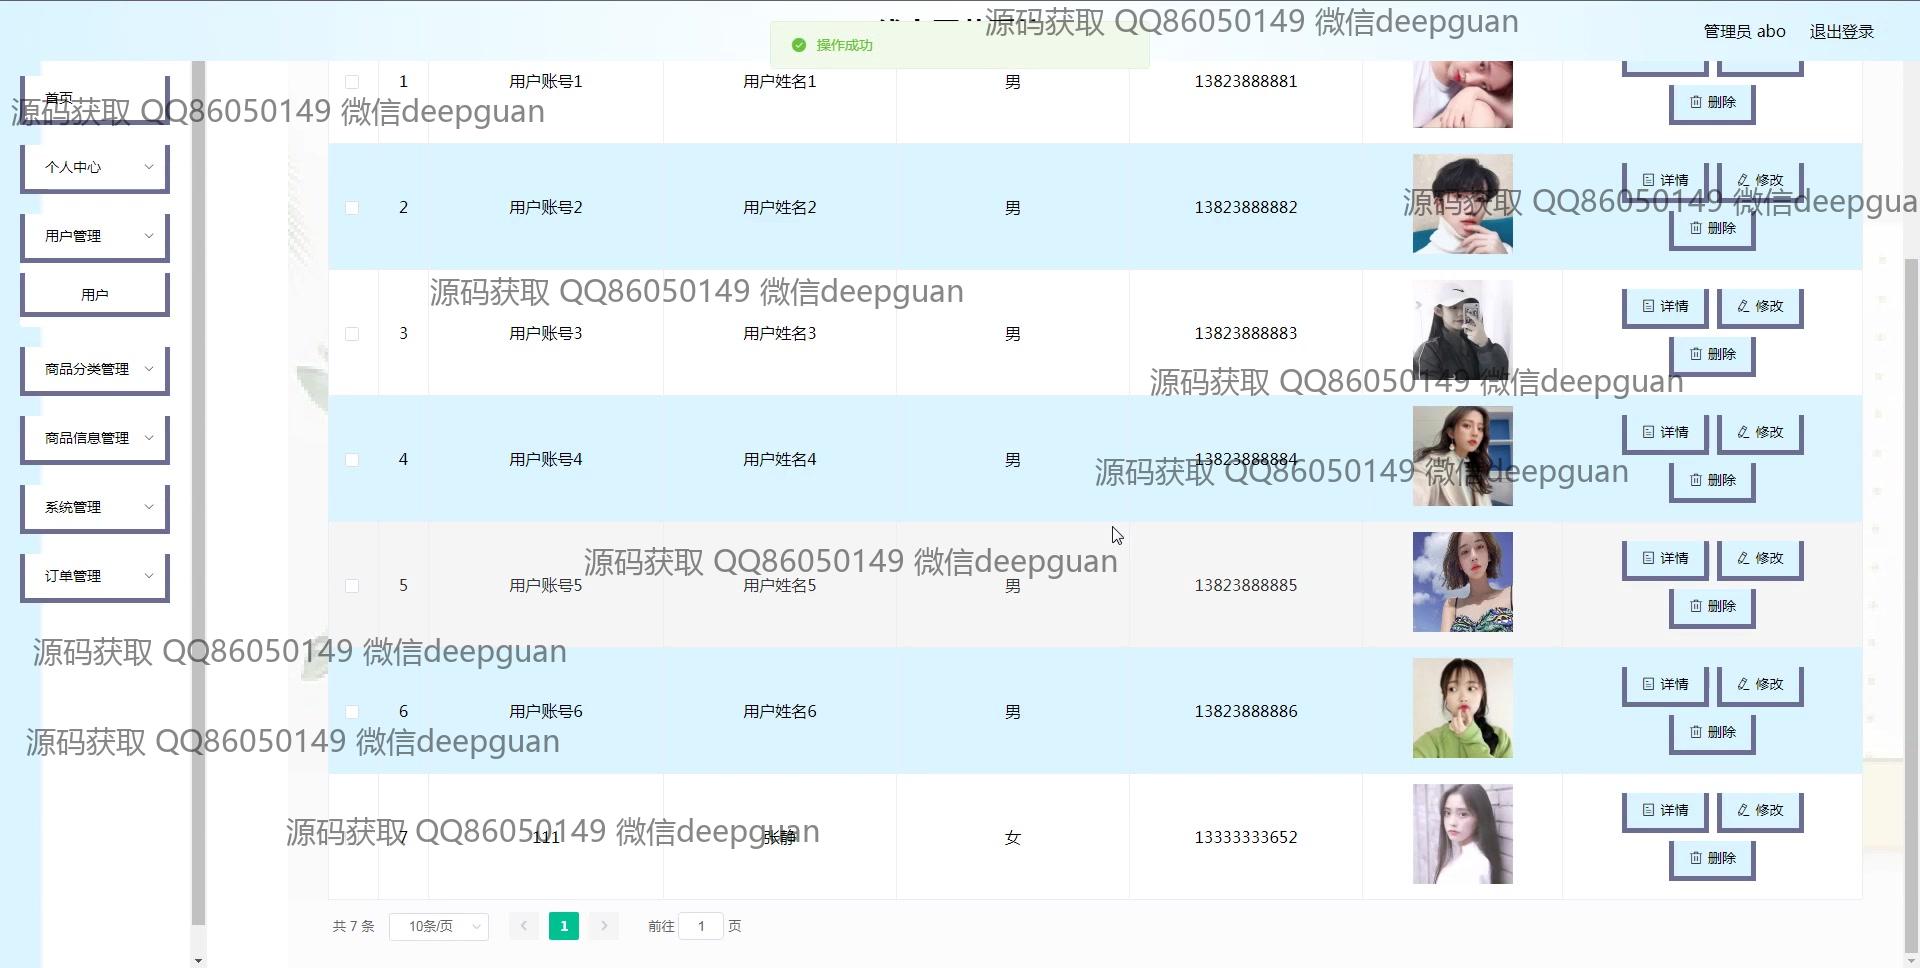 管理员 abo
退出登录
操作成功
源码获取 QQ86050149 微信deepguan
首页
源码获取 QQ86050149 微信deepguan
个人中心
用户管理
用户
商品分类管理
商品信息管理
系统管理
订单管理
1 用户账号1 用户姓名1 男 13823888881
删除
2 用户账号2 用户姓名2 男 13823888882 详情 修改
源码获取 QQ86050149 微信deepgua
删除
源码获取 QQ86050149 微信deepguan
3 用户账号3 用户姓名3 男 13823888883 详情 修改
删除
源码获取 QQ86050149 微信deepguan
4 用户账号4 用户姓名4 男 13823888884 详情 修改
删除
源码获取 QQ86050149 微信deepguan
源码获取 QQ86050149 微信deepguan
5 用户账号5 用户姓名5 男 13823888885 详情 修改
删除
源码获取 QQ86050149 微信deepguan
6 用户账号6 用户姓名6 男 13823888886 详情 修改
删除
源码获取 QQ86050149 微信deepguan
7 111 张静 女 13333333652 详情 修改
删除
源码获取 QQ86050149 微信deepguan
共 7 条 10条/页 1 前往 1 页